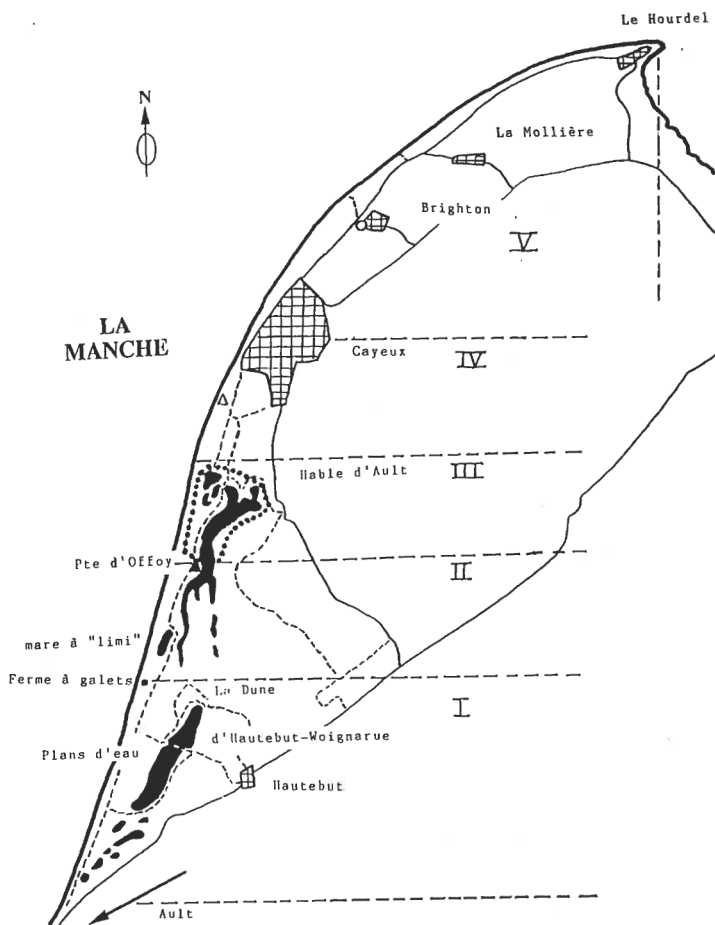 Le Hourdel
N
La Mollière
Brighton
V
LA
MANCHE
Cayeux
IV
Hable d'Ault
III
Pte d'Offoy
II
mare à "limi"
Ferme à galets
La Dune
I
d'Hautebut-Woignarue
Plans d'eau
Hautebut
Ault